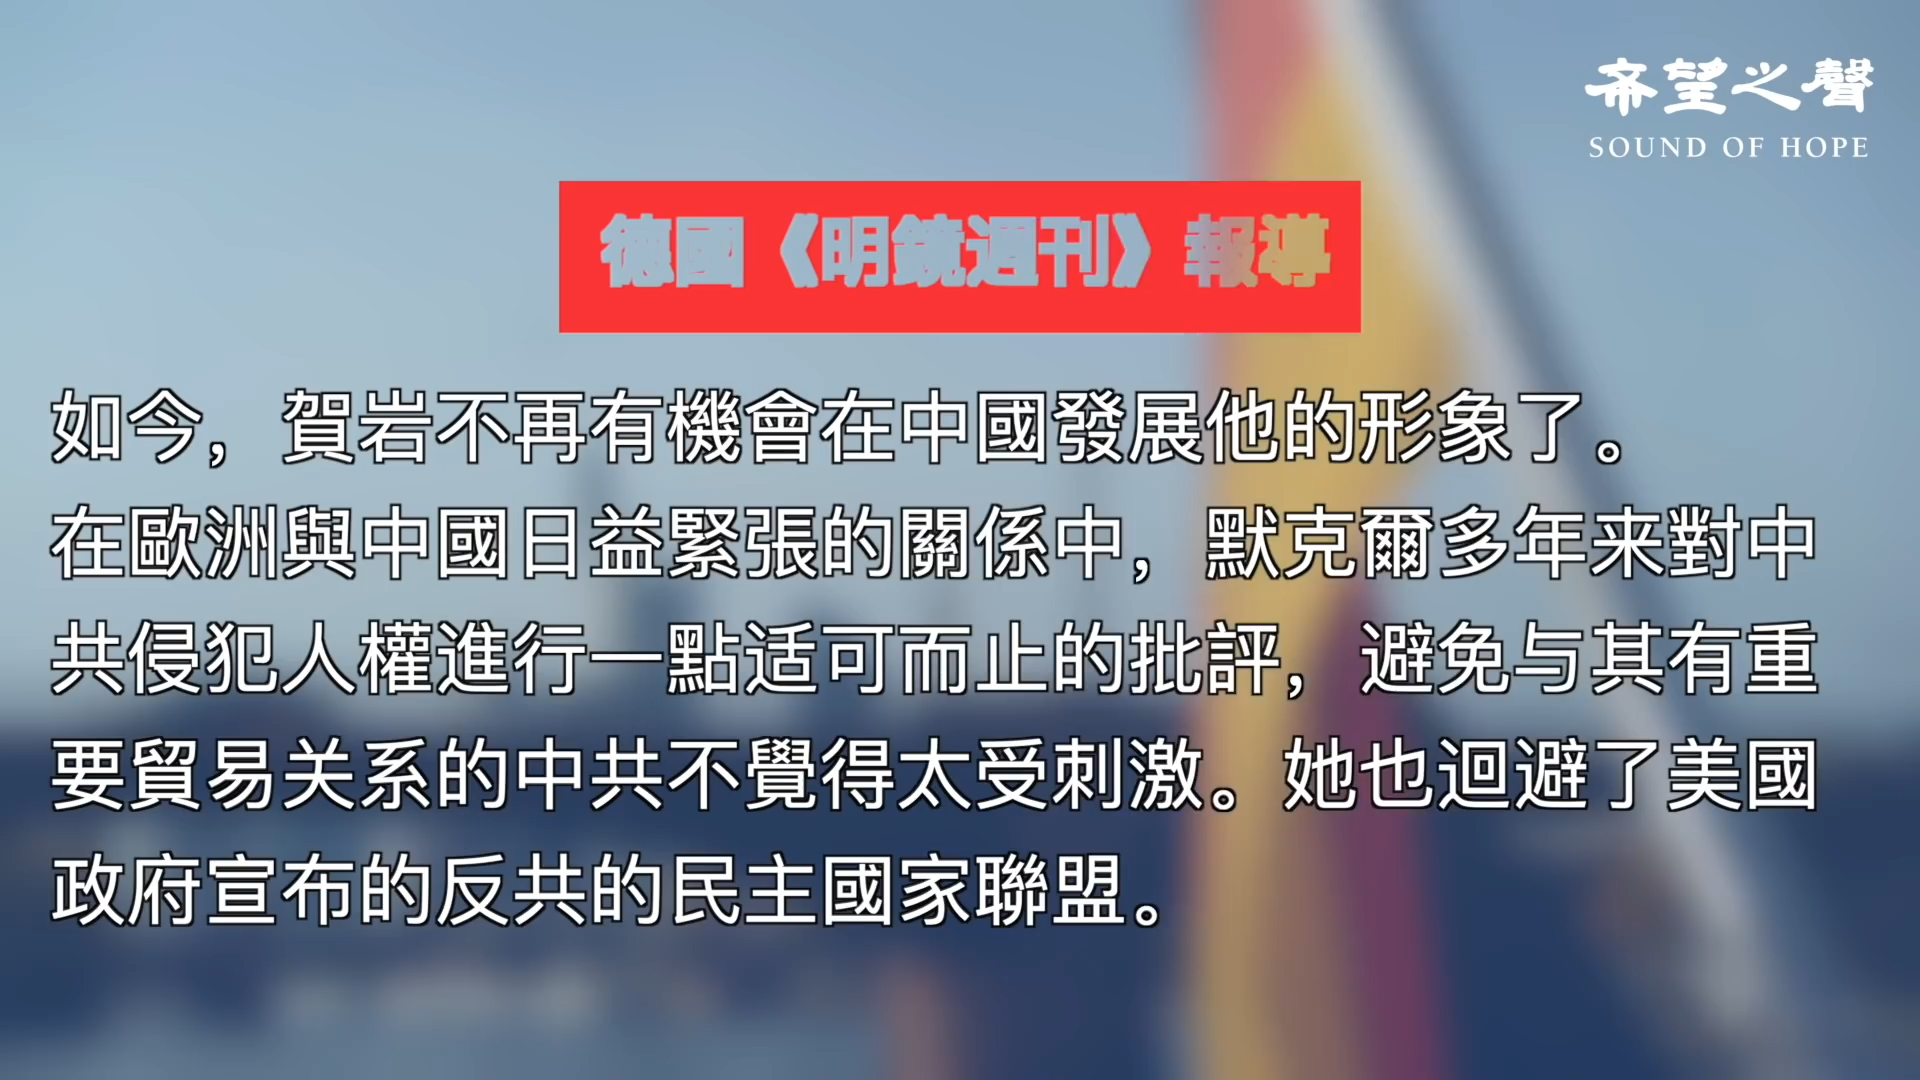 希望之聲
SOUND OF HOPE
德國《明鏡週刊》報導
如今，賀岩不再有機會在中國發展他的形象了。
在歐洲與中國日益緊張的關係中，默克爾多年来對中
共侵犯人權進行一點适可而止的批評，避免与其有重
要貿易关系的中共不覺得太受刺激。她也迴避了美國
政府宣布的反共的民主國家聯盟。